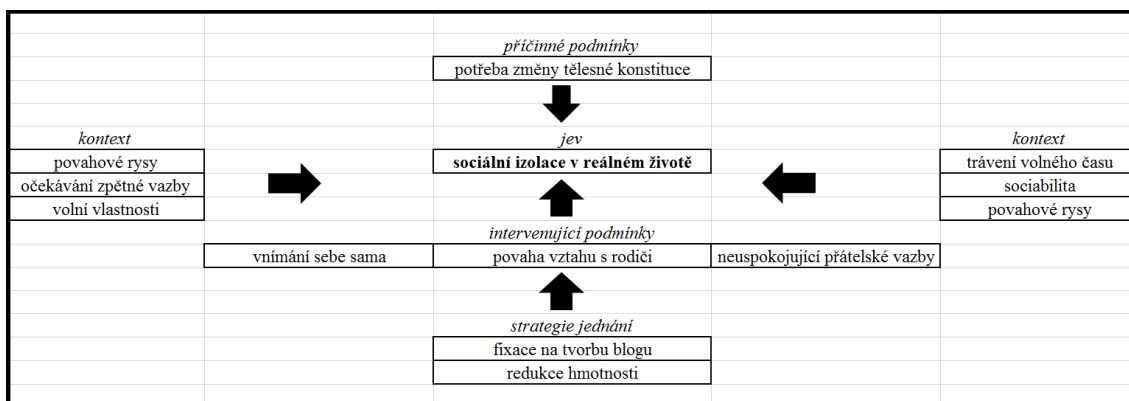 příčinné podmínky
potřeba změny tělesné konstituce
kontext
jev
kontext
povahové rysy
sociální izolace v reálném životě
trávení volného času
očekávání zpětné vazby
sociabilita
volní vlastnosti
povahové rysy
intervenující podmínky
vnímání sebe sama
povaha vztahu s rodiči
neuspokojující přátelské vazby
strategie jednání
fixace na tvorbu blogu
redukce hmotnosti